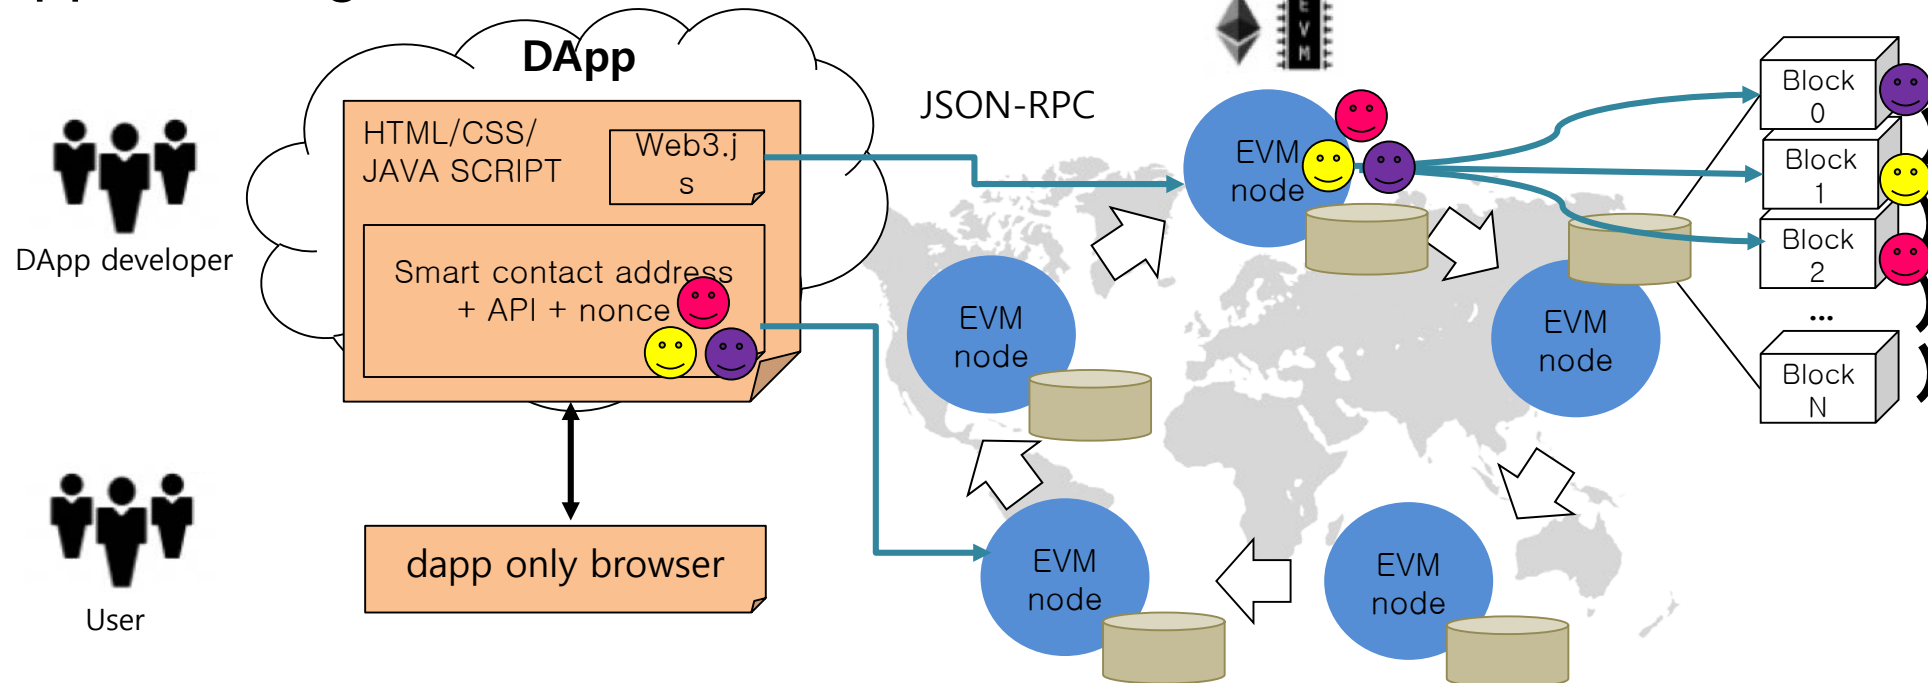 DApp
HTML/CSS/
JAVA SCRIPT
Web3.j
s
Smart contact address
+ API + nonce
dapp only browser
DApp developer
User
JSON-RPC
EVM
EVM
node
EVM
node
EVM
node
EVM
node
EVM
node
Block
0
Block
1
Block
2
...
Block
N